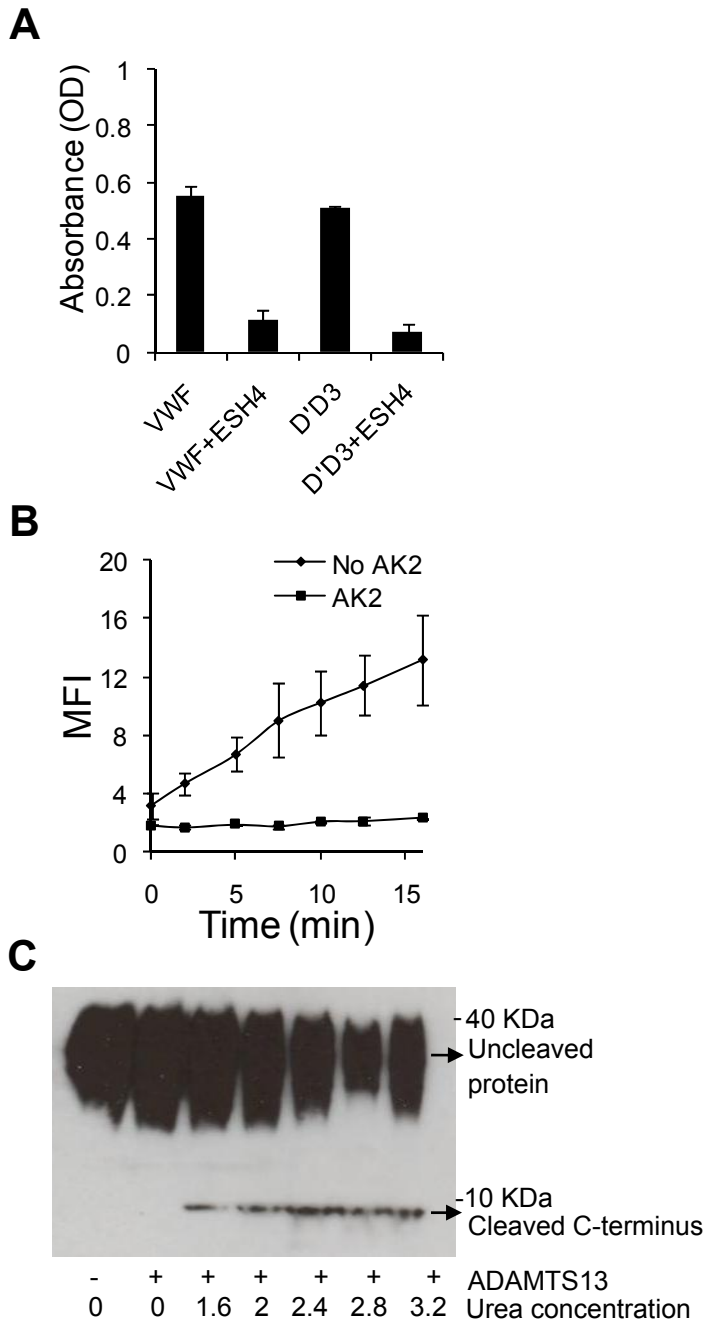 A
Absorbance (OD)
1
0.8
0.6
0.4
0.2
0
VWF
VWF+ESH4
D'D3
D'D3+ESH4
B
MFI
20
16
12
8
4
0
No AK2
AK2
0 5 10 15
Time (min)
C
-40 KDa
Uncleaved
protein
-10 KDa
Cleaved C-terminus
- + + + + + + ADAMTS13
0 0 1.6 2 2.4 2.8 3.2 Urea concentration